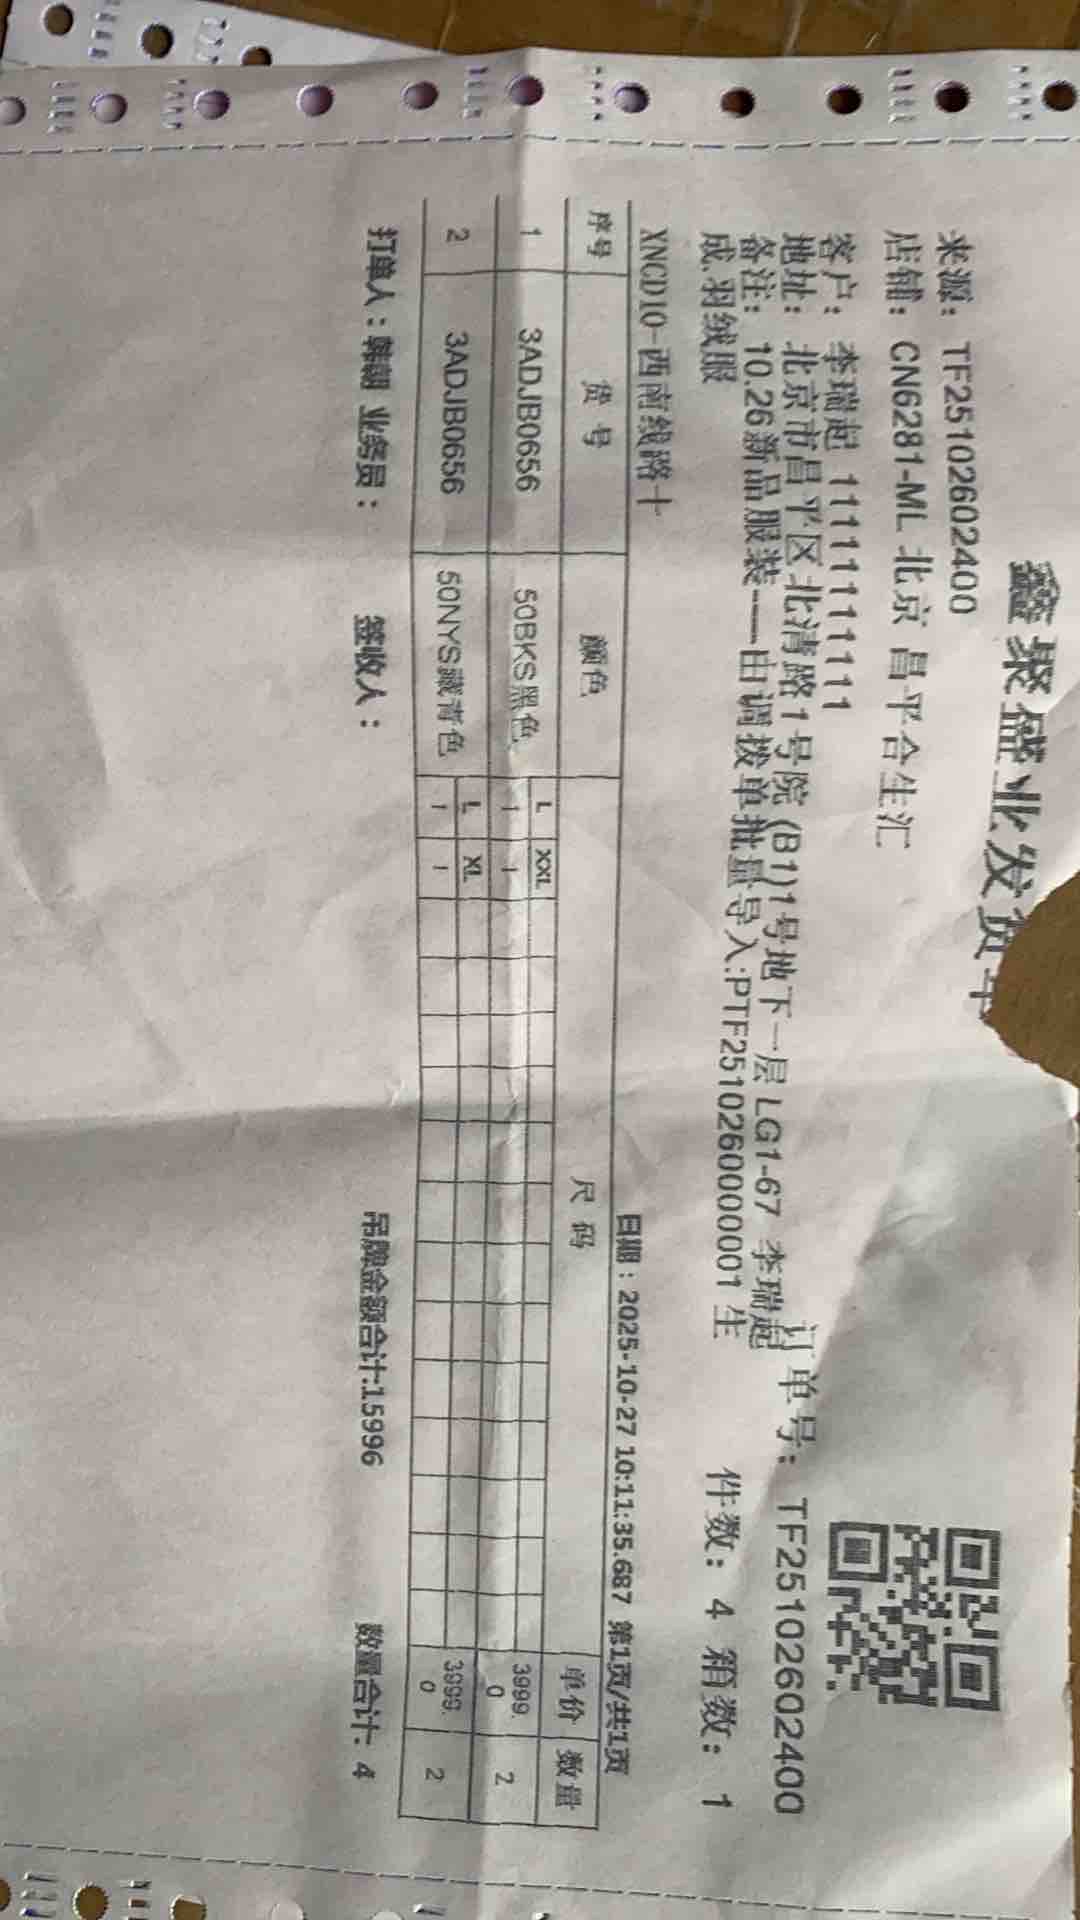 鑫聚盛业发货单
来源：TF25102602400
店铺：CN6281-ML 北京 昌平合生汇
客户：李瑞起 11111111111
订单号：TF25102602400
地址：北京市昌平区北清路1号院(B1)1号地下一层LG1-67 李瑞起
备注：10.26新品服装---由调拨单批量导入:PTF251026000001 生
成.羽绒服
件数：4 箱数：1
XNCD10-西南线路十
日期：2025-10-27 10:11:35.687 第1页/共1页
序号 货号 颜色 尺码 单价 数量
L XXL
1 3ADJB0656 50BKS黑色 1 1 3999.0 2
L XL
2 3ADJB0656 50NYS藏青色 1 1 3999.0 2
打单人：韩翩 业务员： 签收人： 吊牌金额合计:15996 数量合计: 4